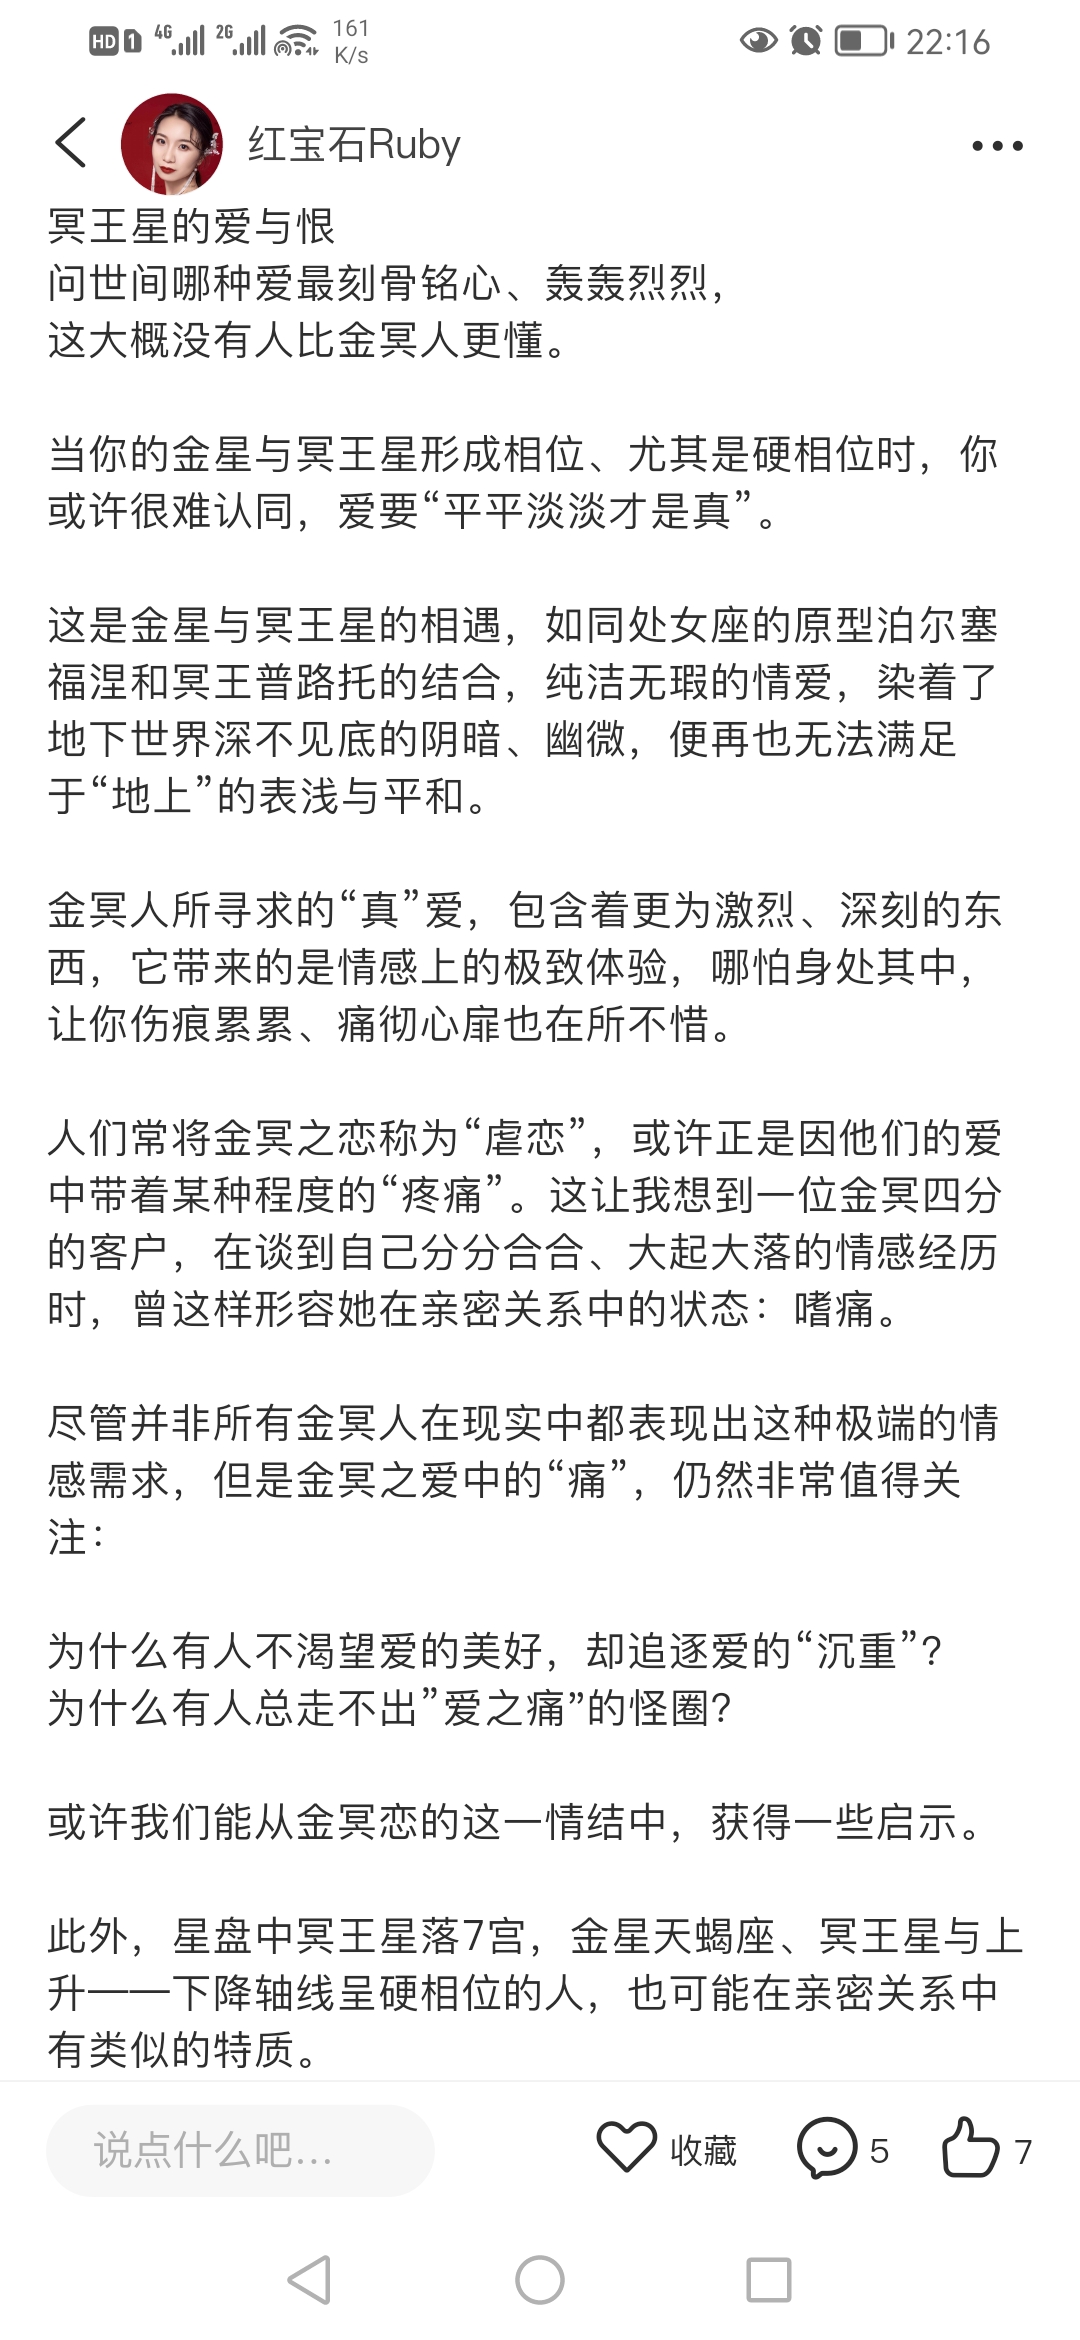 HD 1 4G 2G 161 K/s 22:16
红宝石Ruby
冥王星的爱与恨
问世间哪种爱最刻骨铭心、轰轰烈烈，
这大概没有人比金冥人更懂。
当你的金星与冥王星形成相位、尤其是硬相位时，你
或许很难认同，爱要“平平淡淡才是真”。
这是金星与冥王星的相遇，如同处女座的原型泊尔塞
福涅和冥王普路托的结合，纯洁无瑕的情爱，染着了
地下世界深不见底的阴暗、幽微，便再也无法满足
于“地上”的表浅与平和。
金冥人所寻求的“真”爱，包含着更为激烈、深刻的东
西，它带来的是情感上的极致体验，哪怕身处其中，
让你伤痕累累、痛彻心扉也在所不惜。
人们常将金冥之恋称为“虐恋”，或许正是因他们的爱
中带着某种程度的“疼痛”。这让我想到一位金冥四分
的客户，在谈到自己分分合合、大起大落的情感经历
时，曾这样形容她在亲密关系中的状态：嗜痛。
尽管并非所有金冥人在现实中都表现出这种极端的情
感需求，但是金冥之爱中的“痛”，仍然非常值得关
注：
为什么有人不渴望爱的美好，却追逐爱的“沉重”？
为什么有人总走不出”爱之痛”的怪圈?
或许我们能从金冥恋的这一情结中，获得一些启示。
此外，星盘中冥王星落7宫，金星天蝎座、冥王星与上
升——下降轴线呈硬相位的人，也可能在亲密关系中
有类似的特质。
说点什么吧... 收藏 5 7